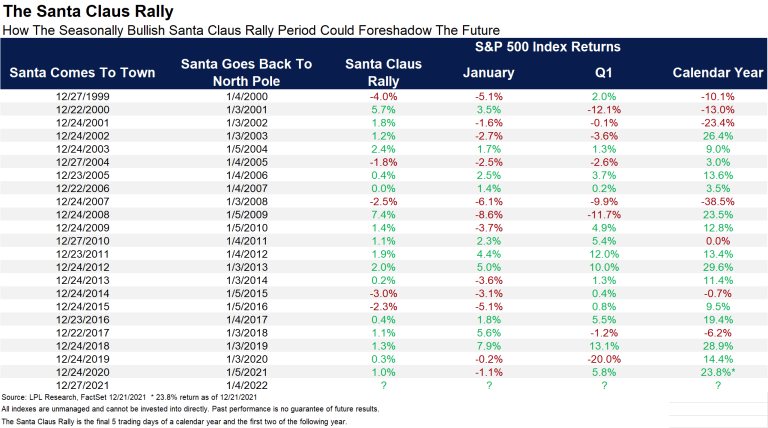 The Santa Claus Rally
How The Seasonally Bullish Santa Claus Rally Period Could Foreshadow The Future
S&P 500 Index Returns
Santa Comes To Town Santa Goes Back To North Pole Santa Claus Rally January Q1 Calendar Year
12/27/1999 1/4/2000 -4.0% -5.1% 2.0% -10.1%
12/22/2000 1/3/2001 5.7% 3.5% -12.1% -13.0%
12/24/2001 1/3/2002 1.8% -1.6% -0.1% -23.4%
12/24/2002 1/3/2003 1.2% -2.7% -3.6% 26.4%
12/24/2003 1/5/2004 2.4% 1.7% 1.3% 9.0%
12/27/2004 1/4/2005 -1.8% -2.5% -2.6% 3.0%
12/23/2005 1/4/2006 0.4% 2.5% 3.7% 13.6%
12/22/2006 1/4/2007 0.0% 1.4% 0.2% 3.5%
12/24/2007 1/3/2008 -2.5% -6.1% -9.9% -38.5%
12/24/2008 1/5/2009 7.4% -8.6% -11.7% 23.5%
12/24/2009 1/5/2010 1.4% -3.7% 4.9% 12.8%
12/27/2010 1/4/2011 1.1% 2.3% 5.4% 0.0%
12/23/2011 1/4/2012 1.9% 4.4% 12.0% 13.4%
12/24/2012 1/3/2013 2.0% 5.0% 10.0% 29.6%
12/24/2013 1/3/2014 0.2% -3.6% 1.3% 11.4%
12/24/2014 1/5/2015 -3.0% -3.1% 0.4% -0.7%
12/24/2015 1/5/2016 -2.3% -5.1% 0.8% 9.5%
12/23/2016 1/4/2017 0.4% 1.8% 5.5% 19.4%
12/22/2017 1/3/2018 1.1% 5.6% -1.2% -6.2%
12/24/2018 1/3/2019 1.3% 7.9% 13.1% 28.9%
12/24/2019 1/3/2020 0.3% -0.2% -20.0% 14.4%
12/24/2020 1/5/2021 1.0% -1.1% 5.8% 23.8%*
12/27/2021 1/4/2022 ? ? ? ?
Source: LPL Research, FactSet 12/21/2021 * 23.8% return as of 12/21/2021
All indexes are unmanaged and cannot be invested into directly. Past performance is no guarantee of future results.
The Santa Claus Rally is the final 5 trading days of a calendar year and the first two of the following year.